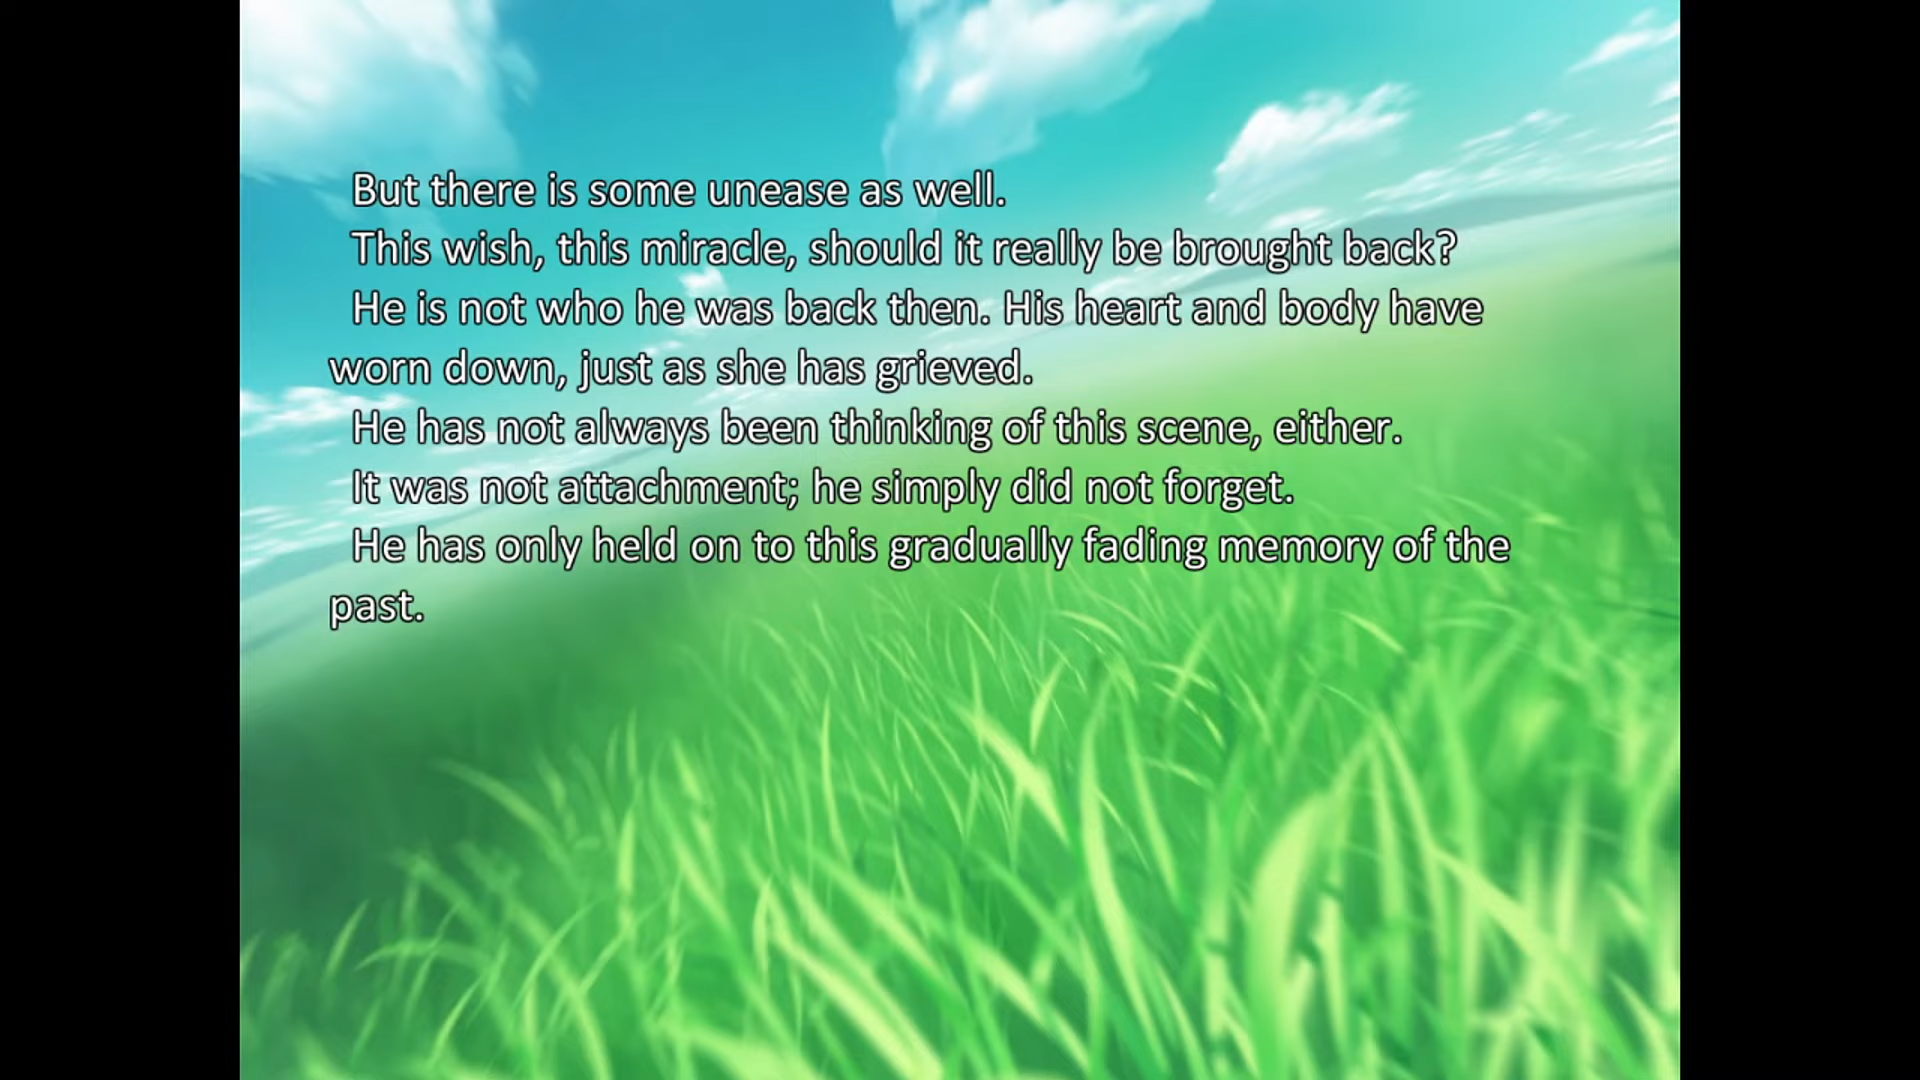 But there is some unease as well.
This wish, this miracle, should it really be brought back?
He is not who he was back then. His heart and body have
worn down, just as she has grieved.
He has not always been thinking of this scene, either.
It was not attachment; he simply did not forget.
He has only held on to this gradually fading memory of the
past.